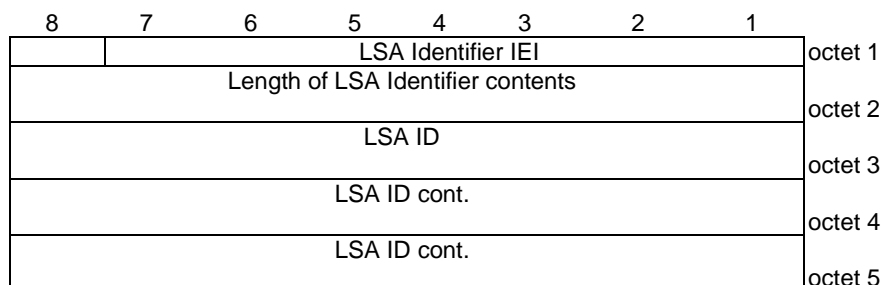 8 7 6 5 4 3 2 1
LSA Identifier IEI octet 1
Length of LSA Identifier contents
octet 2
LSA ID
octet 3
LSA ID cont.
octet 4
LSA ID cont.
octet 5